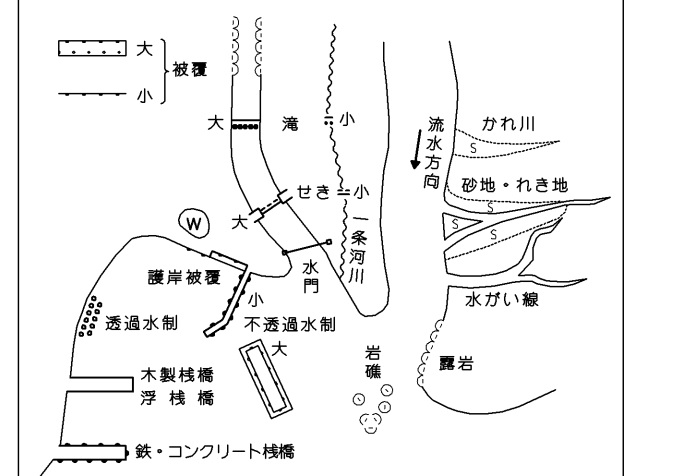 大
被覆
小
大
滝
小
流水方向
かれ川
S
砂地・れき地
S
S
S
せき
小
大
一条河川
W
水門
護岸被覆
小
水がい線
透過水制
不透過水制
大
岩礁
露岩
木製桟橋
浮桟橋
鉄・コンクリート桟橋